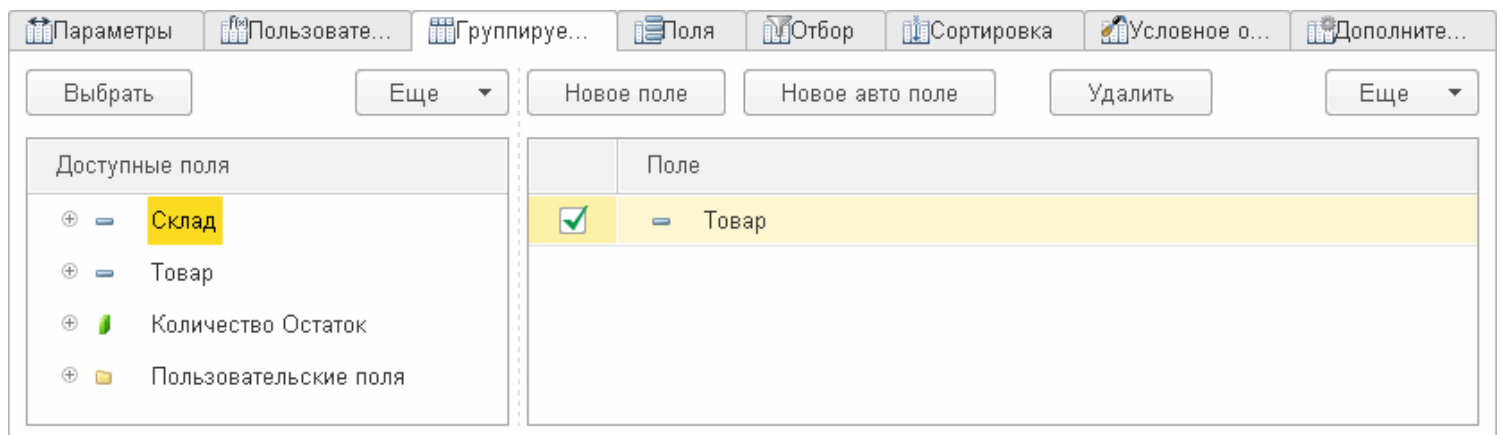 Параметры Пользовате... Группируе... Поля Отбор Сортировка Условное о... Дополните...
Выбрать Еще Новое поле Новое авто поле Удалить Еще
Доступные поля Поле
Склад Товар
Товар
Количество Остаток
Пользовательские поля